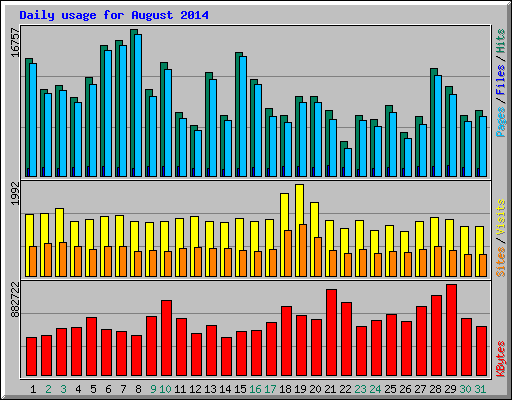 Daily usage for August 2014
16757
Pages / Files / Hits
4992
Sites / Visits
882722
KBytes
1 2 3 4 5 6 7 8 9 10 11 12 13 14 15 16 17 18 19 20 21 22 23 24 25 26 27 28 29 30 31